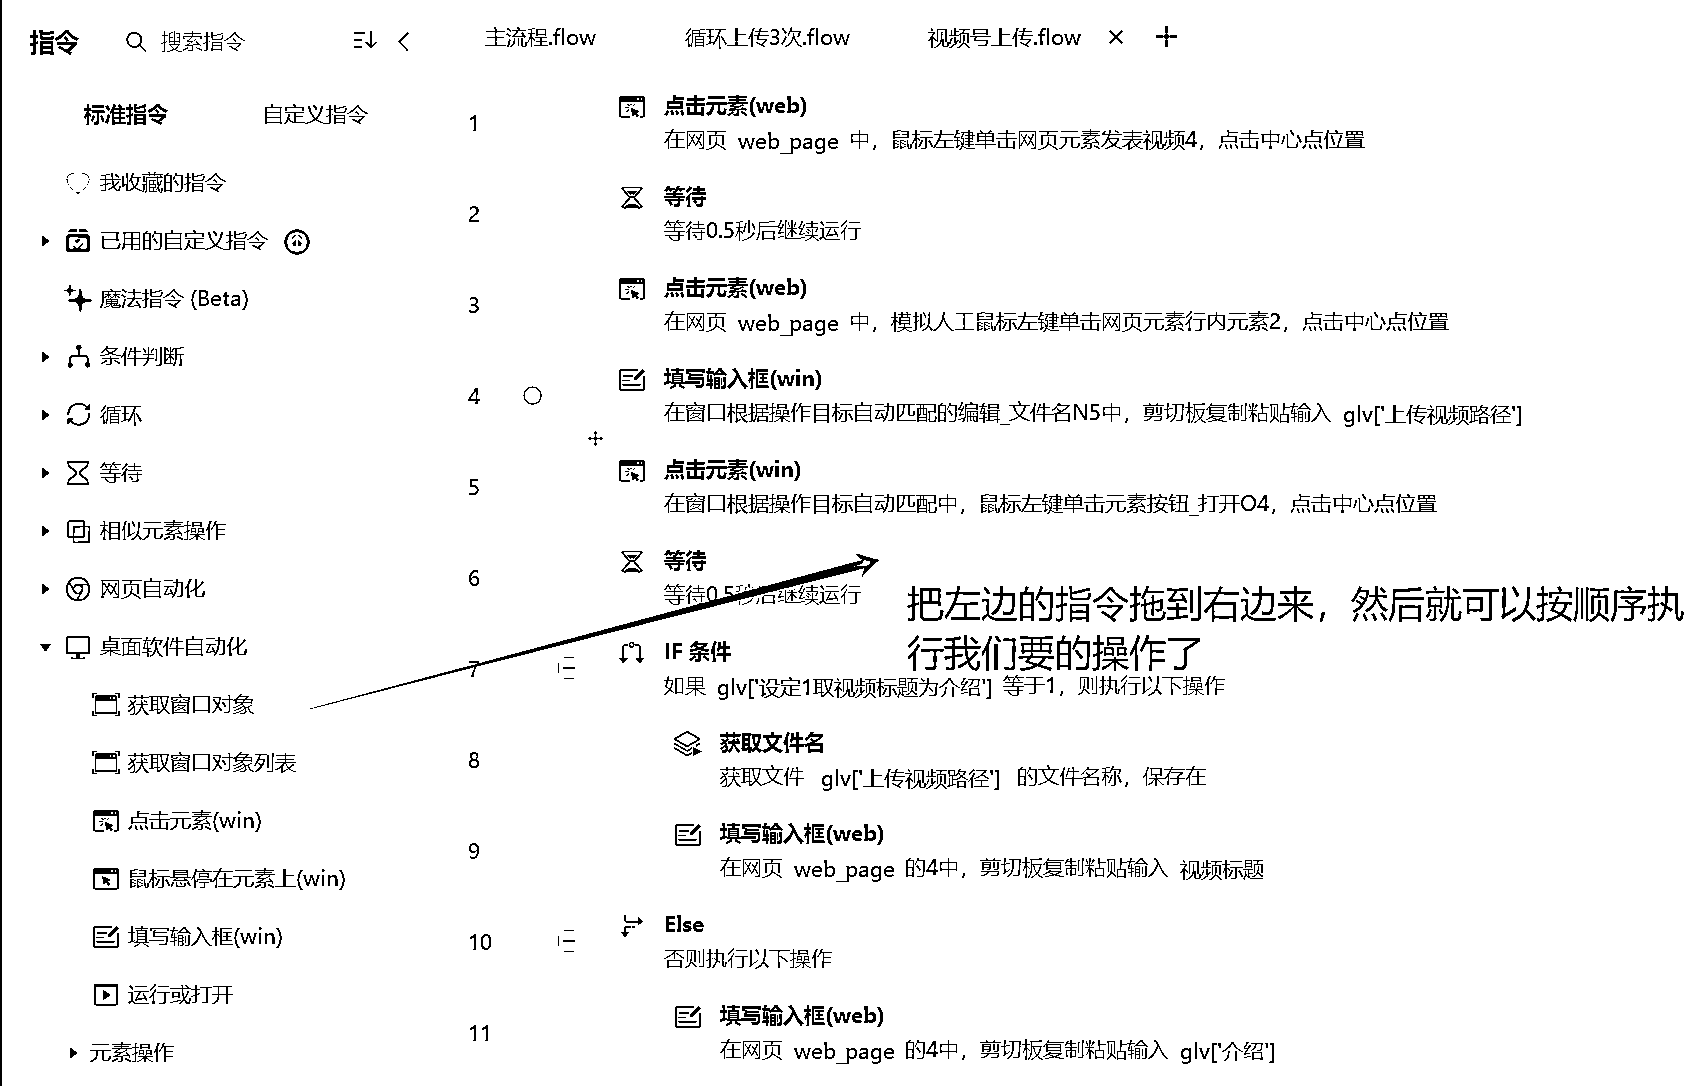 指令
搜索指令
主流程.flow
循环上传3次.flow
视频号上传.flow
标准指令
自定义指令
我收藏的指令
已用的自定义指令
魔法指令 (Beta)
条件判断
循环
等待
相似元素操作
网页自动化
桌面软件自动化
获取窗口对象
获取窗口对象列表
点击元素(win)
鼠标悬停在元素上(win)
填写输入框(win)
运行或打开
元素操作
1
点击元素(web)
在网页 web_page 中，鼠标左键单击网页元素发表视频4，点击中心点位置
2
等待
等待0.5秒后继续运行
3
点击元素(web)
在网页 web_page 中，模拟人工鼠标左键单击网页元素行内元素2，点击中心点位置
4
填写输入框(win)
在窗口根据操作目标自动匹配的编辑_文件名N5中，剪切板复制粘贴输入 glv['上传视频路径']
5
点击元素(win)
在窗口根据操作目标自动匹配中，鼠标左键单击元素按钮_打开O4，点击中心点位置
6
等待
等待0.5秒后继续运行
把左边的指令拖到右边来，然后就可以按顺序执
行我们要的操作了
7
IF 条件
如果 glv['设定1取视频标题为介绍'] 等于1，则执行以下操作
8
获取文件名
获取文件 glv['上传视频路径'] 的文件名称，保存在
9
填写输入框(web)
在网页 web_page 的4中，剪切板复制粘贴输入 视频标题
10
Else
否则执行以下操作
11
填写输入框(web)
在网页 web_page 的4中，剪切板复制粘贴输入 glv['介绍']